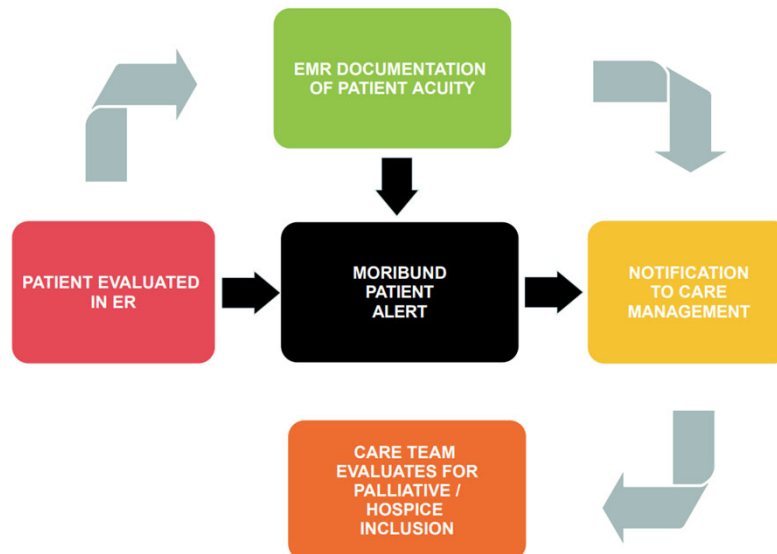 EMR DOCUMENTATION
OF PATIENT ACUITY
PATIENT EVALUATED
IN ER
MORIBUND
PATIENT
ALERT
NOTIFICATION
TO CARE
MANAGEMENT
CARE TEAM
EVALUATES FOR
PALLIATIVE /
HOSPICE
INCLUSION